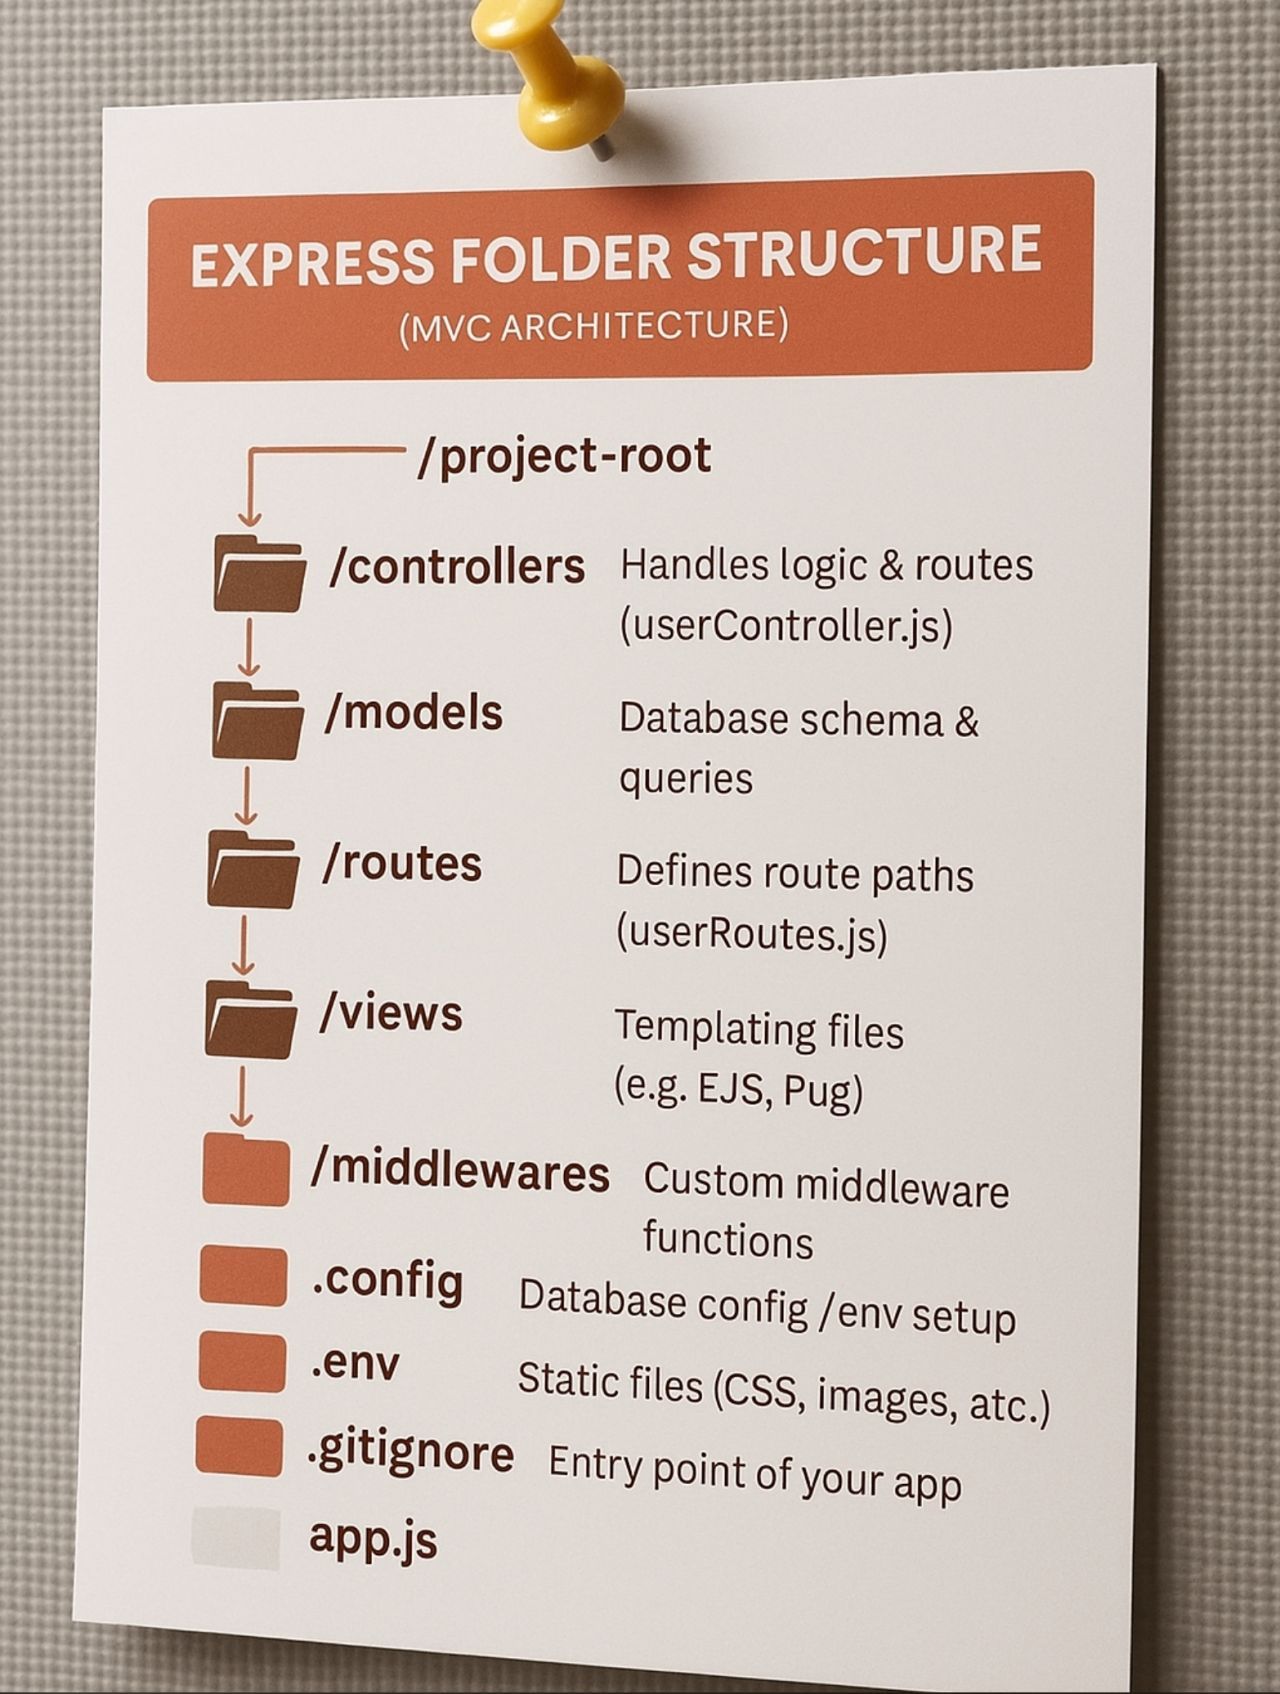 EXPRESS FOLDER STRUCTURE
(MVC ARCHITECTURE)
/project-root
/controllers Handles logic & routes
(userController.js)
/models Database schema &
queries
/routes Defines route paths
(userRoutes.js)
/views Templating files
(e.g. EJS, Pug)
/middlewares Custom middleware
functions
.config Database config /env setup
.env Static files (CSS, images, atc.)
.gitignore Entry point of your app
app.js